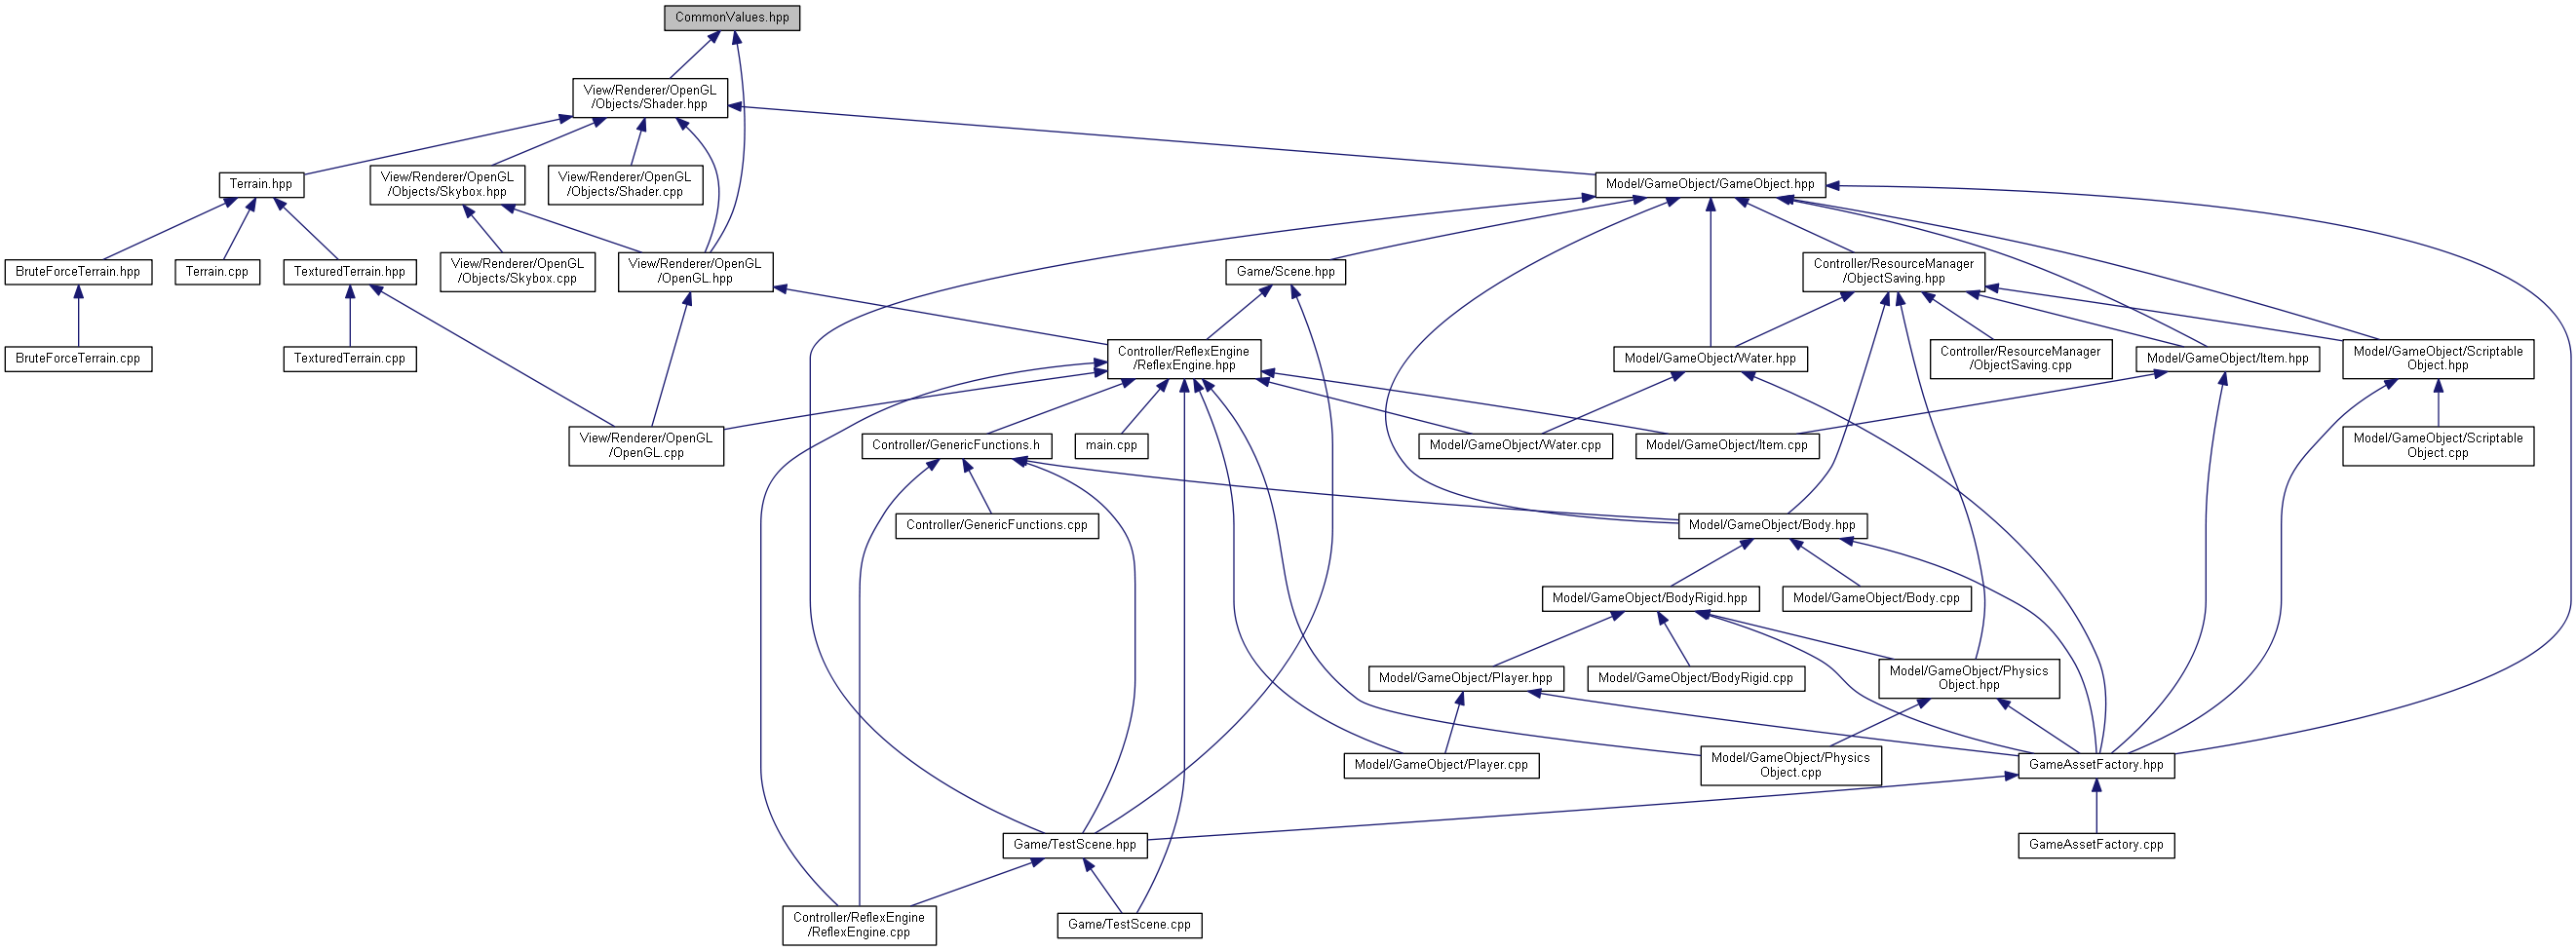 CommonValues.hpp
View/Renderer/OpenGL
/Objects/Shader.hpp
Terrain.hpp
View/Renderer/OpenGL
/Objects/Skybox.hpp
View/Renderer/OpenGL
/Objects/Shader.cpp
Model/GameObject/GameObject.hpp
BruteForceTerrain.hpp
Terrain.cpp
TexturedTerrain.hpp
View/Renderer/OpenGL
/Objects/Skybox.cpp
View/Renderer/OpenGL
/OpenGL.hpp
Game/Scene.hpp
Controller/ResourceManager
/ObjectSaving.hpp
BruteForceTerrain.cpp
TexturedTerrain.cpp
Controller/ReflexEngine
/ReflexEngine.hpp
Model/GameObject/Water.hpp
Controller/ResourceManager
/ObjectSaving.cpp
Model/GameObject/Item.hpp
Model/GameObject/Scriptable
Object.hpp
View/Renderer/OpenGL
/OpenGL.cpp
Controller/GenericFunctions.h
main.cpp
Model/GameObject/Water.cpp
Model/GameObject/Item.cpp
Model/GameObject/Scriptable
Object.cpp
Controller/GenericFunctions.cpp
Model/GameObject/Body.hpp
Model/GameObject/BodyRigid.hpp
Model/GameObject/Body.cpp
Model/GameObject/Player.hpp
Model/GameObject/BodyRigid.cpp
Model/GameObject/Physics
Object.hpp
Model/GameObject/Player.cpp
Model/GameObject/Physics
Object.cpp
GameAssetFactory.hpp
Game/TestScene.hpp
GameAssetFactory.cpp
Controller/ReflexEngine
/ReflexEngine.cpp
Game/TestScene.cpp